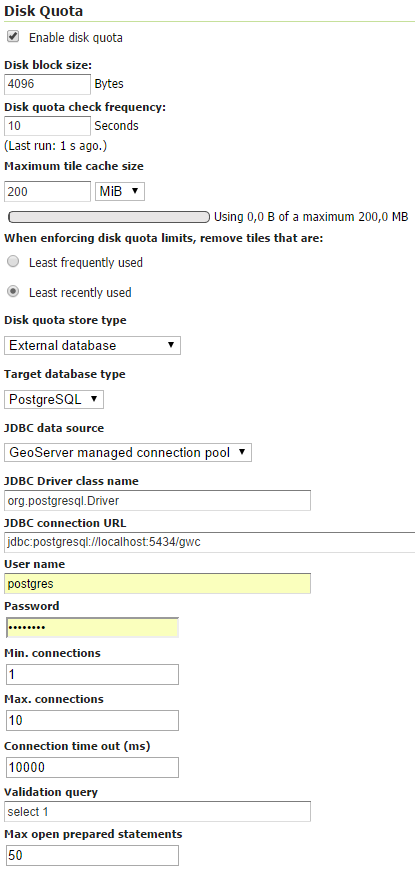 Disk Quota
Enable disk quota
Disk block size:
4096 Bytes
Disk quota check frequency:
10 Seconds
(Last run: 1 s ago.)
Maximum tile cache size
200 MiB
Using 0,0 B of a maximum 200,0 MB
When enforcing disk quota limits, remove tiles that are:
Least frequently used
Least recently used
Disk quota store type
External database
Target database type
PostgreSQL
JDBC data source
GeoServer managed connection pool
JDBC Driver class name
org.postgresql.Driver
JDBC connection URL
jdbc:postgresql://localhost:5434/gwc
User name
postgres
Password
••••••••
Min. connections
1
Max. connections
10
Connection time out (ms)
10000
Validation query
select 1
Max open prepared statements
50